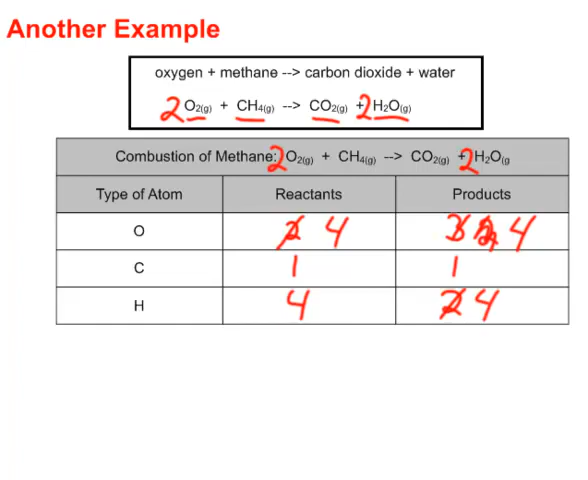 Another Example
oxygen + methane --> carbon dioxide + water
2 O2(g) + CH4(g) --> CO2(g) + 2 H2O(g)
Combustion of Methane: 2 O2(g) + CH4(g) --> CO2(g) + 2 H2O(g
Type of Atom Reactants Products
O 2 4 3 4
C 1 1
H 4 2 4